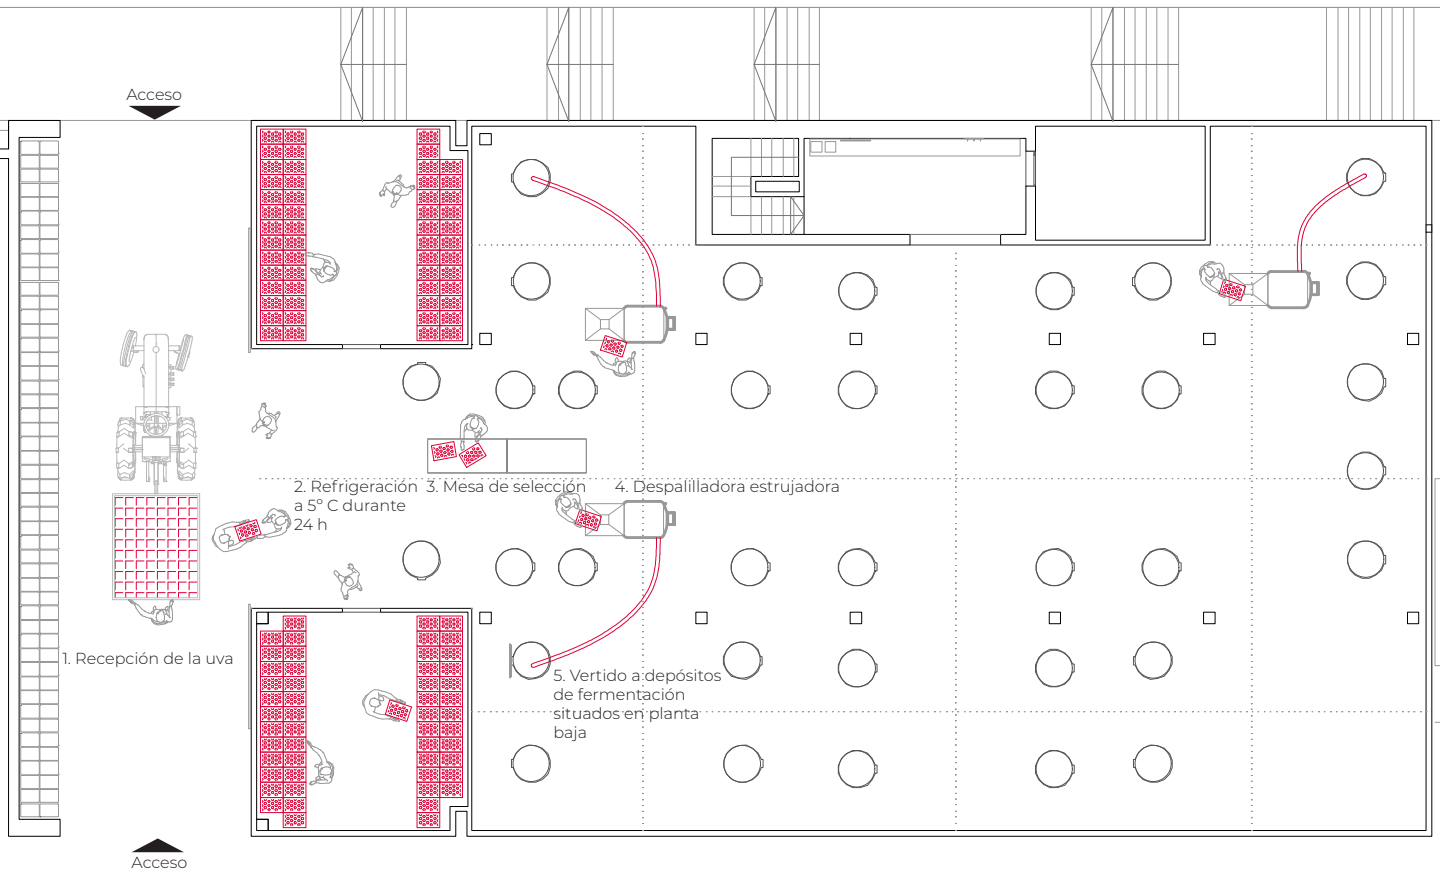 Acceso
2. Refrigeración
a 5º C durante
24 h
3. Mesa de selección
4. Despalilladora estrujadora
1. Recepción de la uva
5. Vertido a depósitos
de fermentación
situados en planta
baja
Acceso